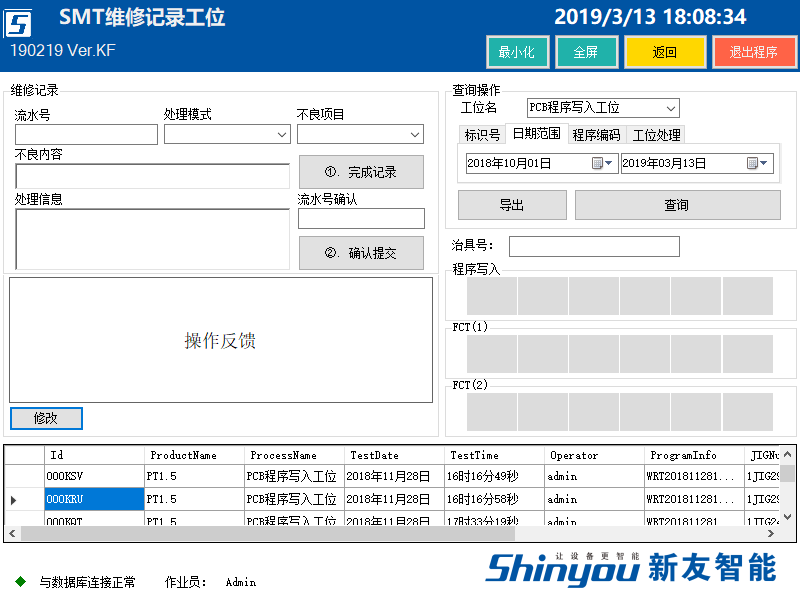 SMT维修记录工位
2019/3/13 18:08:34
190219 Ver.KF
最小化 全屏 返回 退出程序
维修记录
流水号 处理模式 不良项目
不良内容
①. 完成记录
处理信息
流水号确认
②. 确认提交
操作反馈
修改
查询操作
工位名 PCB程序写入工位
标识号 日期范围 程序编码 工位处理
2018年10月01日 2019年03月13日
导出 查询
治具号:
程序写入
FCT(1)
FCT(2)
Id ProductName ProcessName TestDate TestTime Operator ProgramInfo
000KSV PT1.5 PCB程序写入工位 2018年11月28日 16时16分49秒 admin WRT201811281...
000KRU PT1.5 PCB程序写入工位 2018年11月28日 16时16分58秒 admin WRT201811281...
PT1.5 PCB程序写入工位 2018年11月28日 17时33分19秒 admin WRT201811281
与数据库连接正常 作业员: Admin
让设备更智能
Shinyou 新友智能